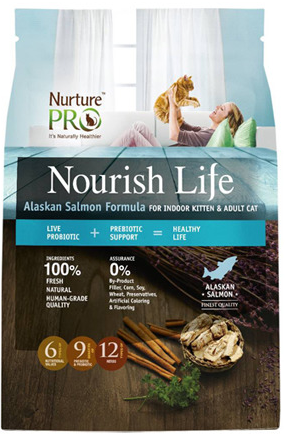 Nurture™
PRO
It's Naturally Healthier
Nourish Life
Alaskan Salmon Formula FOR INDOOR KITTEN & ADULT CAT
LIVE PROBIOTIC + PREBIOTIC SUPPORT = HEALTHY LIFE
INGREDIENTS
100%
FRESH
NATURAL
HUMAN-GRADE
QUALITY
ASSURANCE
0%
By-Product
Filler, Corn, Soy,
Wheat, Preservatives,
Artificial Coloring
& Flavoring
ALASKAN
• SALMON •
FINEST QUALITY
6
9
12